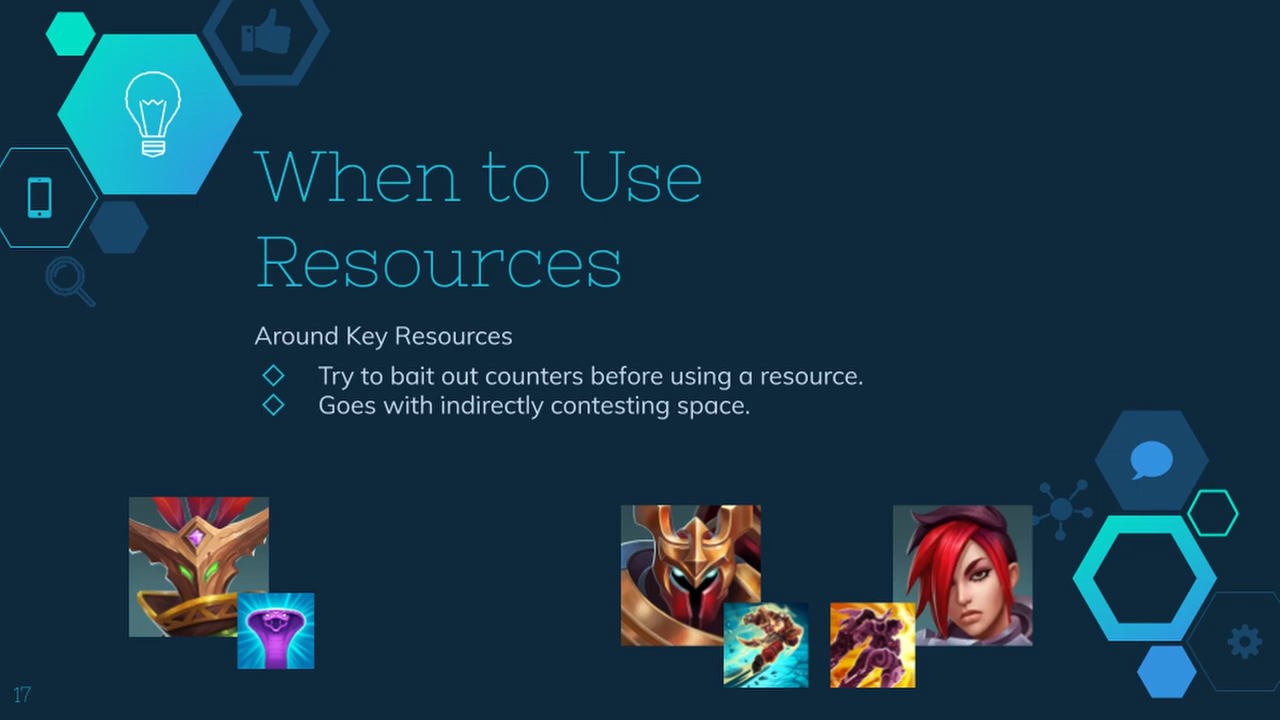 When to Use
Resources
Around Key Resources
Try to bait out counters before using a resource.
Goes with indirectly contesting space.
17